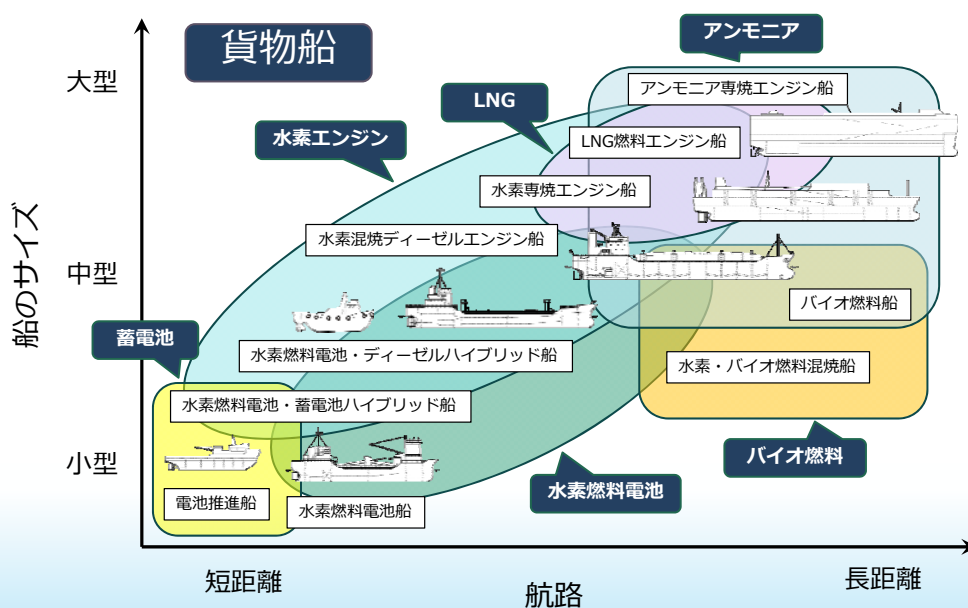 貨物船
アンモニア
大型
アンモニア専焼エンジン船
LNG
水素エンジン
LNG燃料エンジン船
水素専焼エンジン船
水素混焼ディーゼルエンジン船
船のサイズ
中型
バイオ燃料船
蓄電池
水素燃料電池・ディーゼルハイブリッド船
水素・バイオ燃料混焼船
水素燃料電池・蓄電池ハイブリッド船
小型
バイオ燃料
水素燃料電池
電池推進船
水素燃料電池船
短距離
航路
長距離